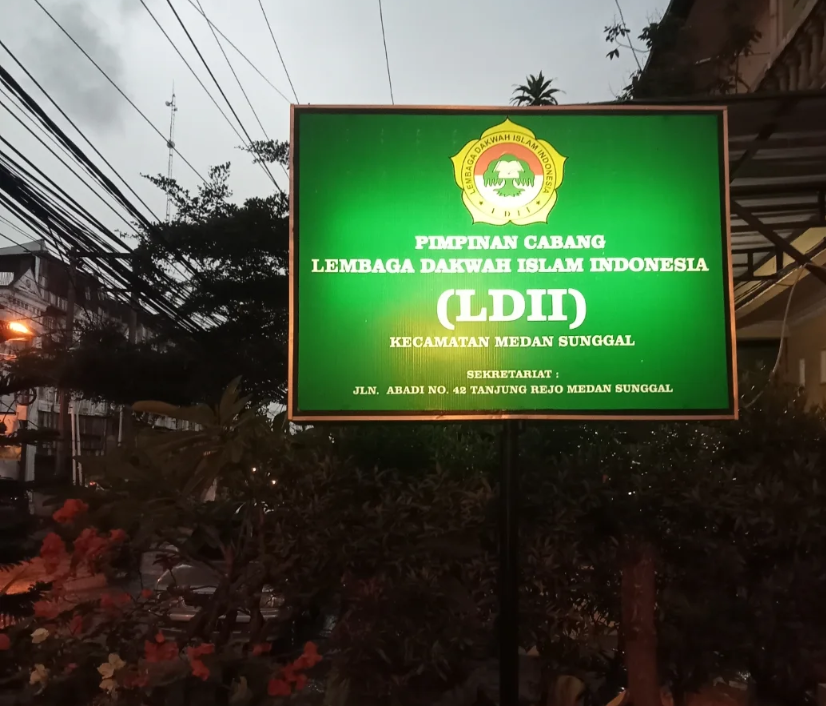 LEMBAGA DAKWAH ISLAM INDONESIA
LDII
PIMPINAN CABANG
LEMBAGA DAKWAH ISLAM INDONESIA
(LDII)
KECAMATAN MEDAN SUNGGAL
SEKRETARIAT :
JLN. ABADI NO. 42 TANJUNG REJO MEDAN SUNGGAL